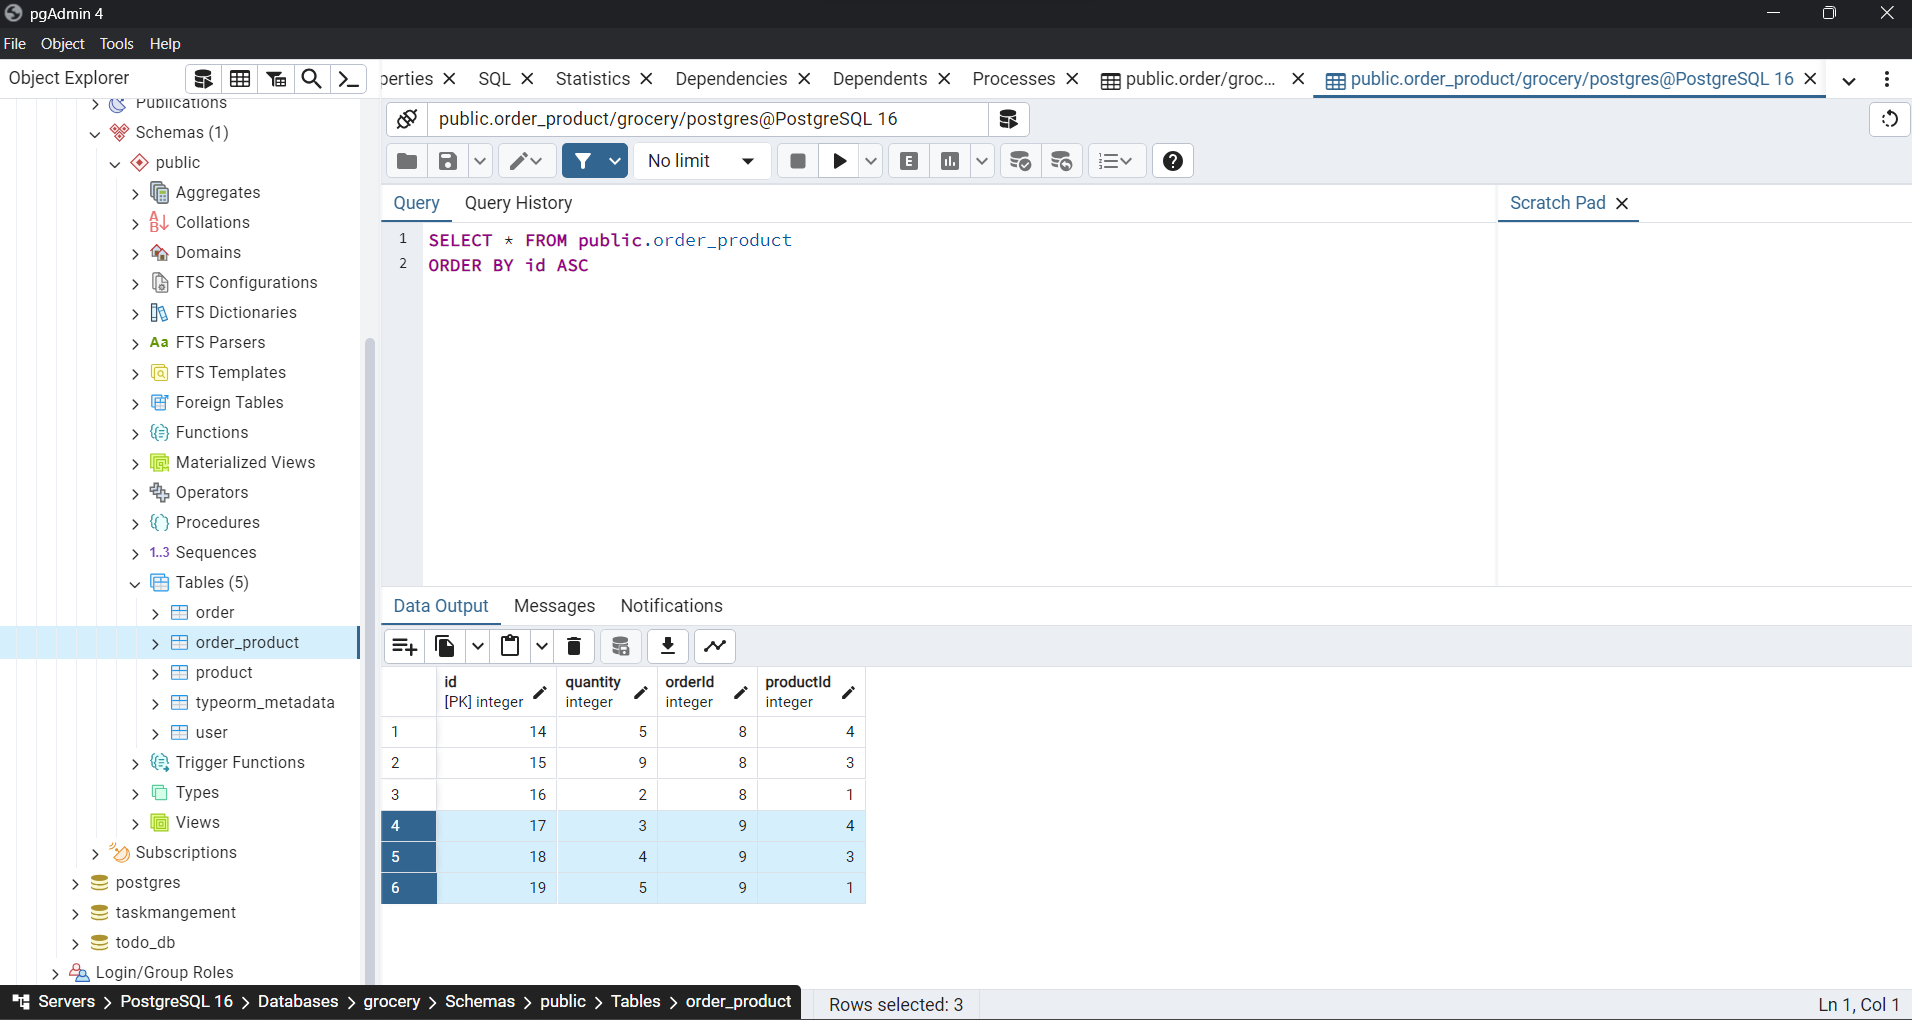 pgAdmin 4
File Object Tools Help
Object Explorer
perties SQL Statistics Dependencies Dependents Processes public.order/groc... public.order_product/grocery/postgres@PostgreSQL 16
Publications
Schemas (1)
public
Aggregates
Collations
Domains
FTS Configurations
FTS Dictionaries
Aa FTS Parsers
FTS Templates
Foreign Tables
Functions
Materialized Views
Operators
Procedures
1..3 Sequences
Tables (5)
order
order_product
product
typeorm_metadata
user
Trigger Functions
Types
Views
Subscriptions
postgres
taskmangement
todo_db
Login/Group Roles
public.order_product/grocery/postgres@PostgreSQL 16
No limit E
Query Query History
Scratch Pad
1 SELECT * FROM public.order_product
2 ORDER BY id ASC
Data Output Messages Notifications
id quantity orderId productId
[PK] integer integer integer integer
1 14 5 8 4
2 15 9 8 3
3 16 2 8 1
4 17 3 9 4
5 18 4 9 3
6 19 5 9 1
Servers > PostgreSQL 16 > Databases > grocery > Schemas > public > Tables > order_product
Rows selected: 3
Ln 1, Col 1